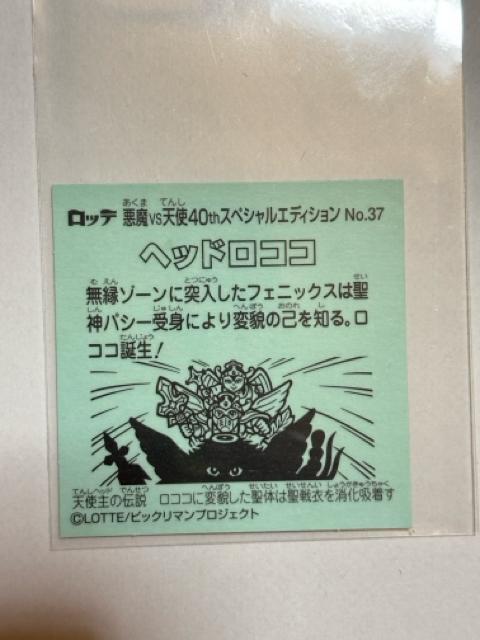 ロッテ 悪魔VS天使40thスペシャルエディション No.37
ヘッドロココ
無縁ゾーンに突入したフェニックスは聖
神パシー受身により変貌の己を知る。ロ
ココ誕生!
天使主の伝説 ロココに変貌した聖体は聖戦衣を消化吸着す
©LOTTE/ビックリマンプロジェクト